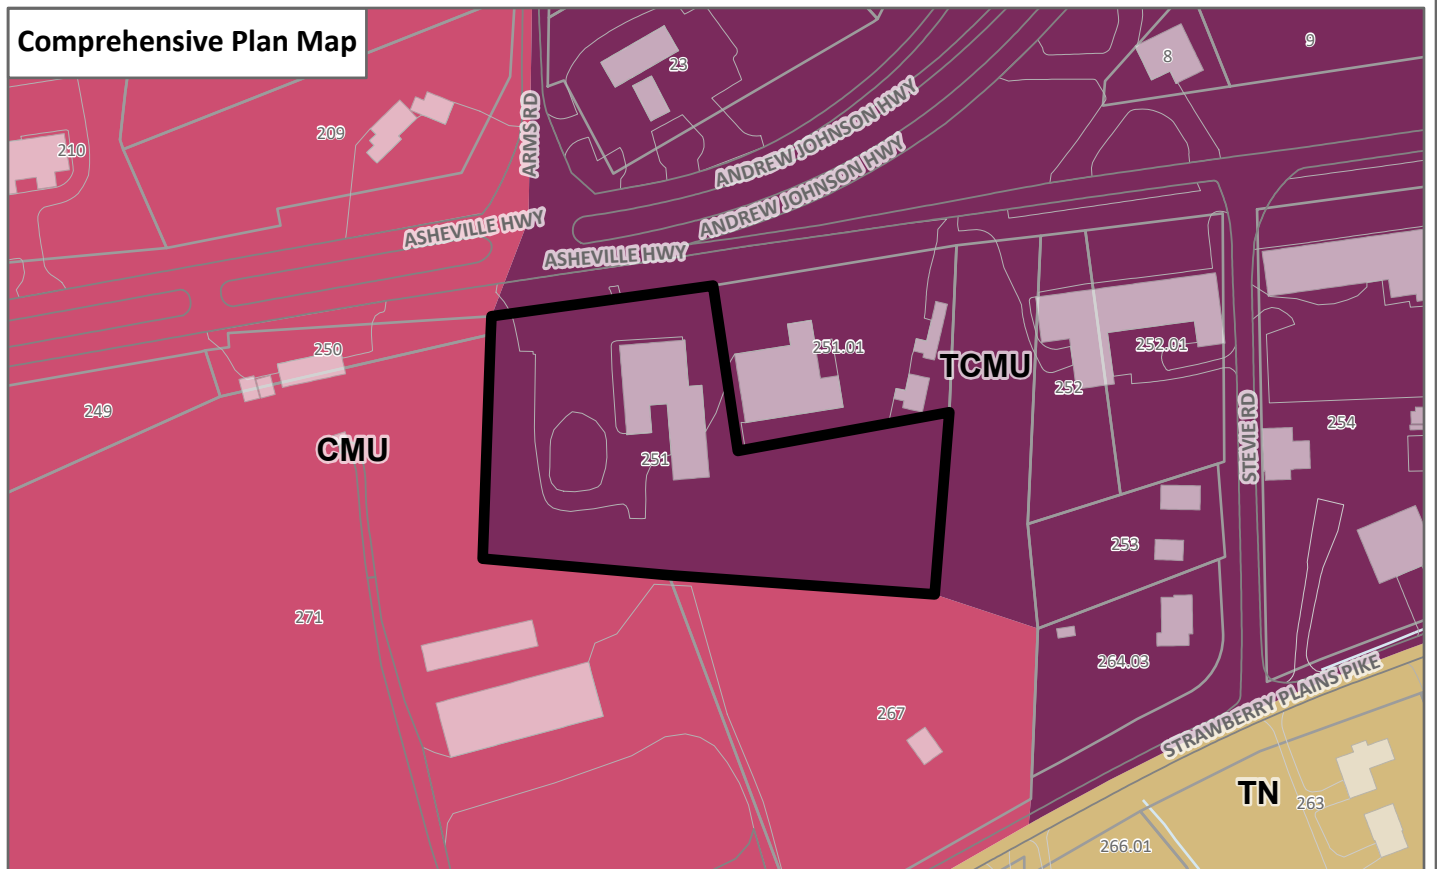 Comprehensive Plan Map
9
8
23
ANDREW JOHNSON HWY
ARMS RD
209
210
ANDREW JOHNSON HWY
ASHEVILLE HWY
ASHEVILLE HWY
250
251.01
252.01
TCMU
252
249
254
STEVIE RD
CMU
251
253
271
264.03
STRAWBERRY PLAINS PIKE
267
TN
263
266.01